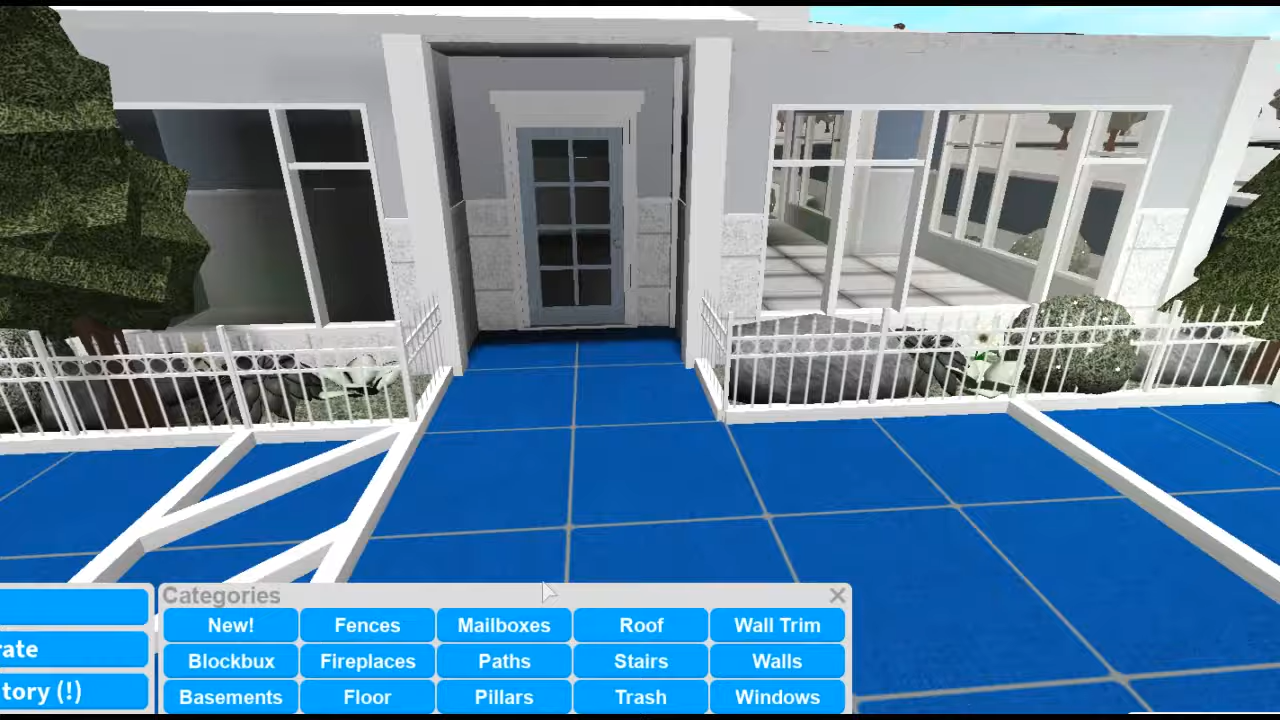 Categories
New! Fences Mailboxes Roof Wall Trim
rate Blockbux Fireplaces Paths Stairs Walls
tory (!) Basements Floor Pillars Trash Windows